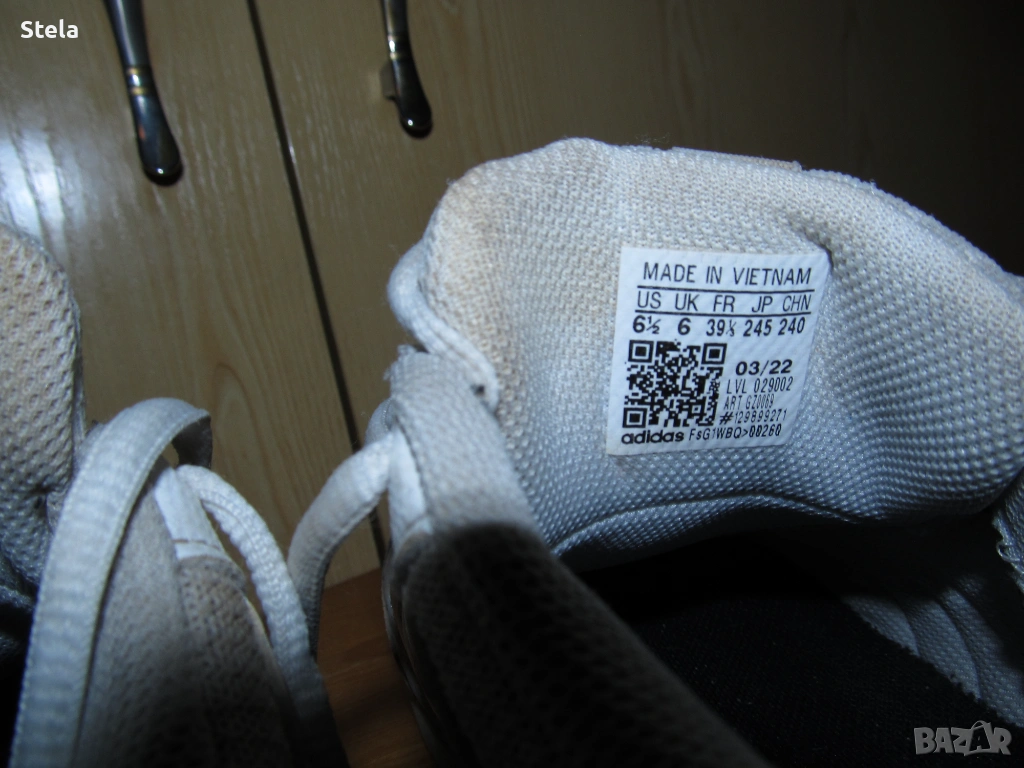 Stela
MADE IN VIETNAM
US UK FR JP CHN
6½ 6 39⅓ 245 240
03/22
LVL 029002
ART GZ0069
#129899271
adidas FsG1WBQ>00260
BAZAR